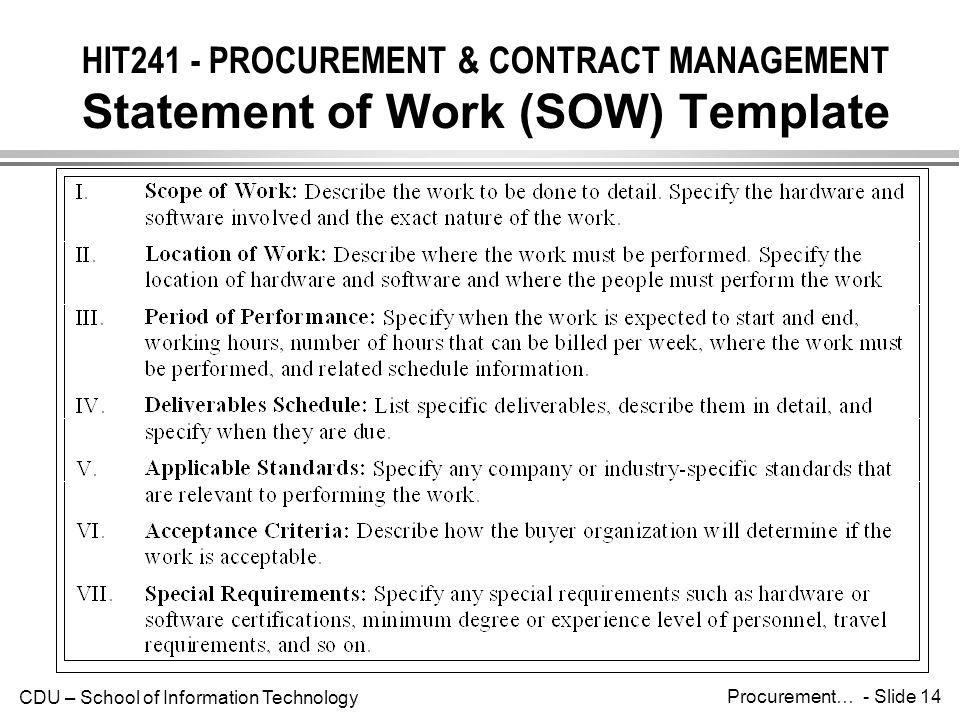 HIT241 - PROCUREMENT & CONTRACT MANAGEMENT
Statement of Work (SOW) Template
I. Scope of Work: Describe the work to be done to detail. Specify the hardware and
software involved and the exact nature of the work.
II. Location of Work: Describe where the work must be performed. Specify the
location of hardware and software and where the people must perform the work
III. Period of Performance: Specify when the work is expected to start and end,
working hours, number of hours that can be billed per week, where the work must
be performed, and related schedule information.
IV. Deliverables Schedule: List specific deliverables, describe them in detail, and
specify when they are due.
V. Applicable Standards: Specify any company or industry-specific standards that
are relevant to performing the work.
VI. Acceptance Criteria: Describe how the buyer organization will determine if the
work is acceptable.
VII. Special Requirements: Specify any special requirements such as hardware or
software certifications, minimum degree or experience level of personnel, travel
requirements, and so on.
CDU – School of Information Technology
Procurement… - Slide 14